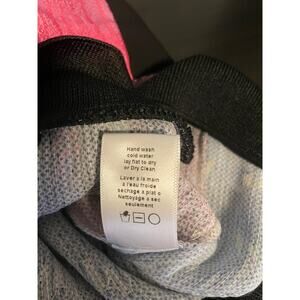 Hand wash
cold water
lay flat to dry
or Dry Clean
Laver a la main
a l'eau froide
sechage a plat o
Nettoyage a sec
seulement